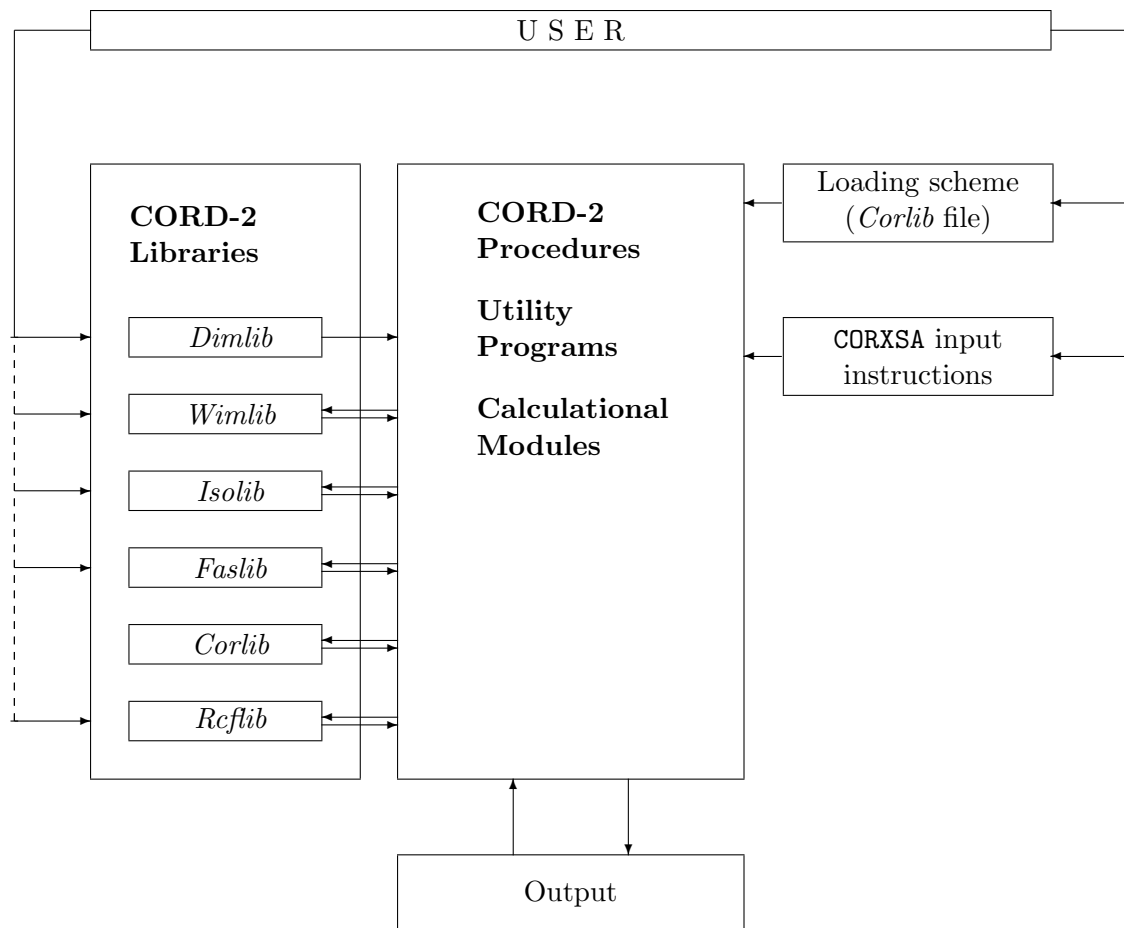 U S E R
CORD-2
Libraries
Dimlib
Wimlib
Isolib
Faslib
Corlib
Rcflib
CORD-2
Procedures
Utility
Programs
Calculational
Modules
Loading scheme
(Corlib file)
CORXSA input
instructions
Output